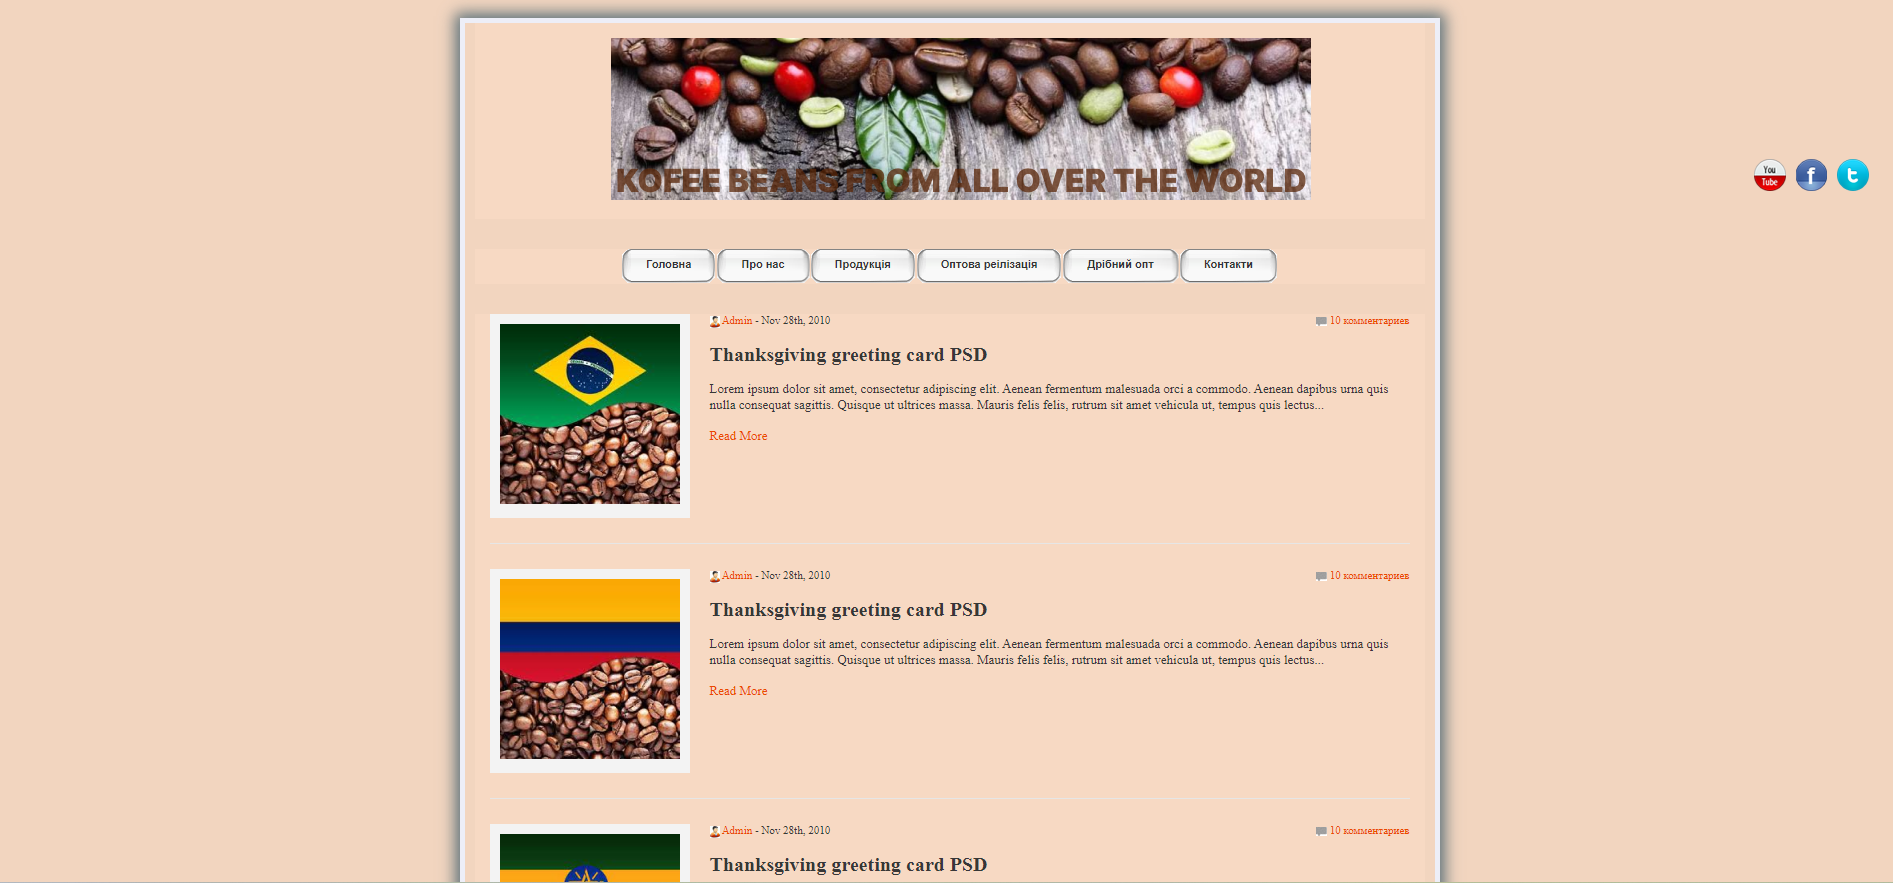 KOFEE BEANS FROM ALL OVER THE WORLD
You
Tube
f
t
Головна
Про нас
Продукція
Оптова реілізація
Дрібний опт
Контакти
Admin - Nov 28th, 2010
10 комментариев
Thanksgiving greeting card PSD
Lorem ipsum dolor sit amet, consectetur adipiscing elit. Aenean fermentum malesuada orci a commodo. Aenean dapibus urna quis
nulla consequat sagittis. Quisque ut ultrices massa. Mauris felis felis, rutrum sit amet vehicula ut, tempus quis lectus...
Read More
Admin - Nov 28th, 2010
10 комментариев
Thanksgiving greeting card PSD
Lorem ipsum dolor sit amet, consectetur adipiscing elit. Aenean fermentum malesuada orci a commodo. Aenean dapibus urna quis
nulla consequat sagittis. Quisque ut ultrices massa. Mauris felis felis, rutrum sit amet vehicula ut, tempus quis lectus...
Read More
Admin - Nov 28th, 2010
10 комментариев
Thanksgiving greeting card PSD